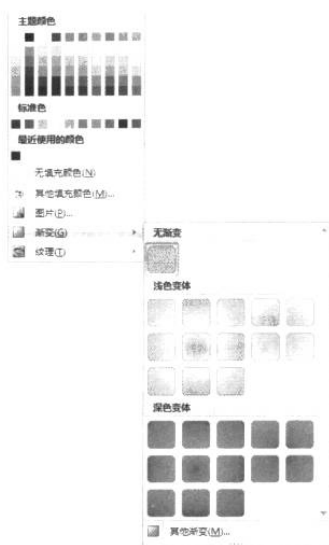 主题颜色
标准色
最近使用的颜色
无填充颜色(N)
其他填充颜色(M)...
图片(P)...
渐变(G)
纹理(T)
无渐变
浅色变体
深色变体
其他渐变(M)...